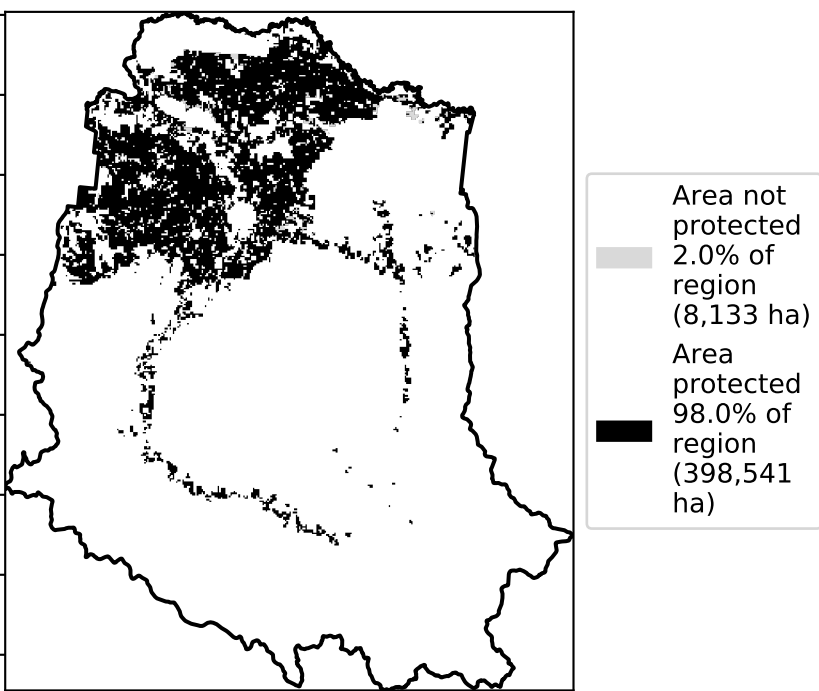 Area not
protected
2.0% of
region
(8,133 ha)
Area
protected
98.0% of
region
(398,541
ha)